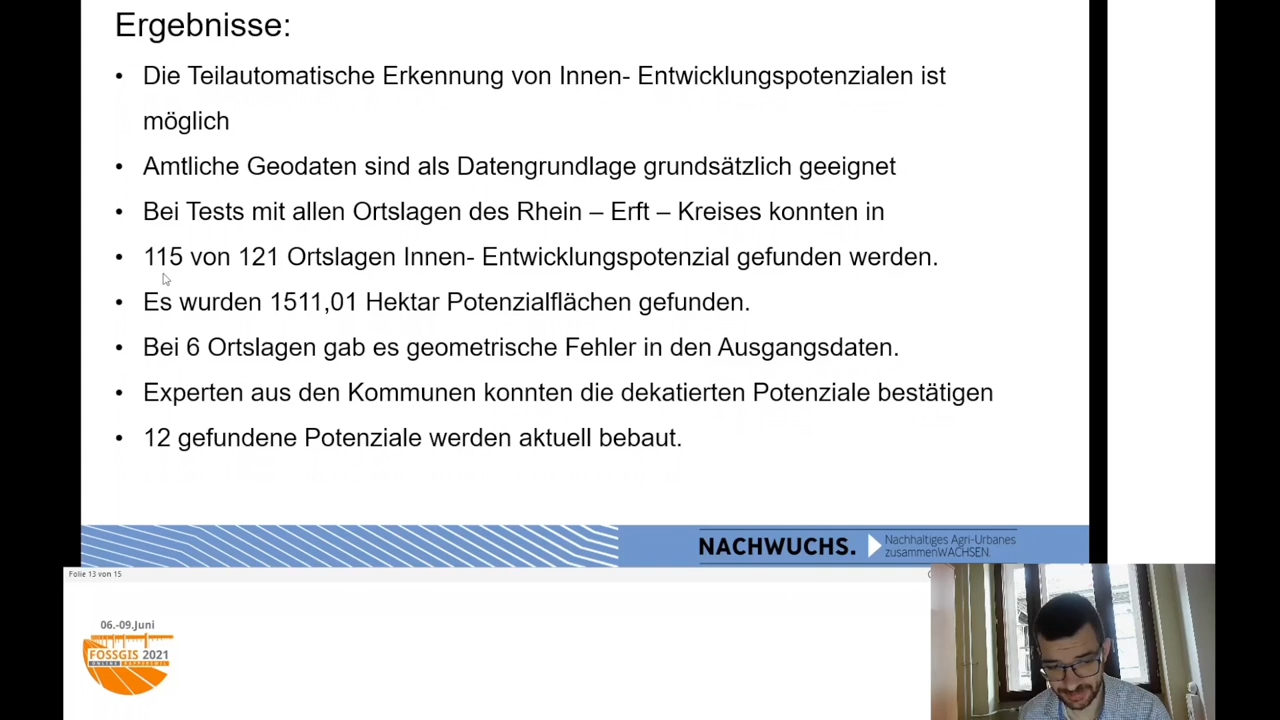 Ergebnisse:
• Die Teilautomatische Erkennung von Innen- Entwicklungspotenzialen ist
möglich
• Amtliche Geodaten sind als Datengrundlage grundsätzlich geeignet
• Bei Tests mit allen Ortslagen des Rhein – Erft – Kreises konnten in
• 115 von 121 Ortslagen Innen- Entwicklungspotenzial gefunden werden.
• Es wurden 1511,01 Hektar Potenzialflächen gefunden.
• Bei 6 Ortslagen gab es geometrische Fehler in den Ausgangsdaten.
• Experten aus den Kommunen konnten die dekatierten Potenziale bestätigen
• 12 gefundene Potenziale werden aktuell bebaut.
NACHWUCHS.
Nachhaltiges Agri-Urbanes
zusammenWACHSEN.
Folie 13 von 15
06.-09.Juni
FOSSGIS 2021
ONLINE